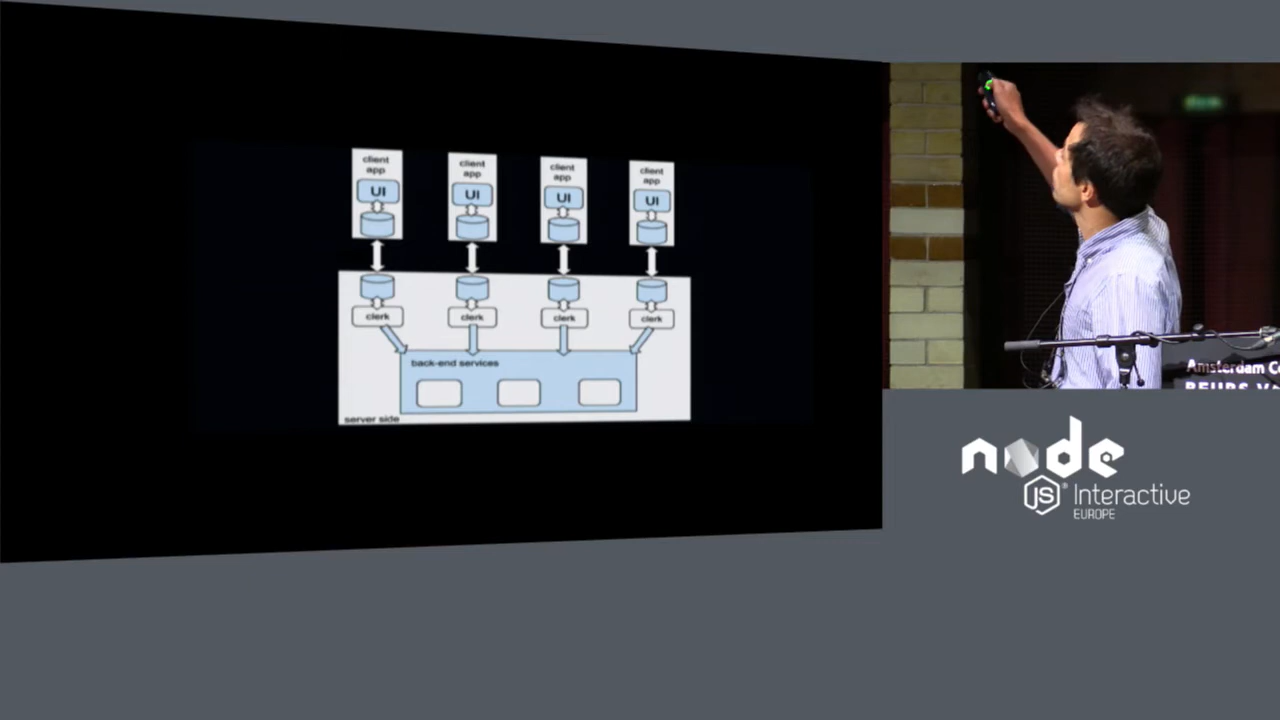 client
app
UI
client
app
UI
client
app
UI
client
app
UI
clerk
clerk
clerk
clerk
back-end services
server side
Amsterdam
node
JS® Interactive
EUROPE